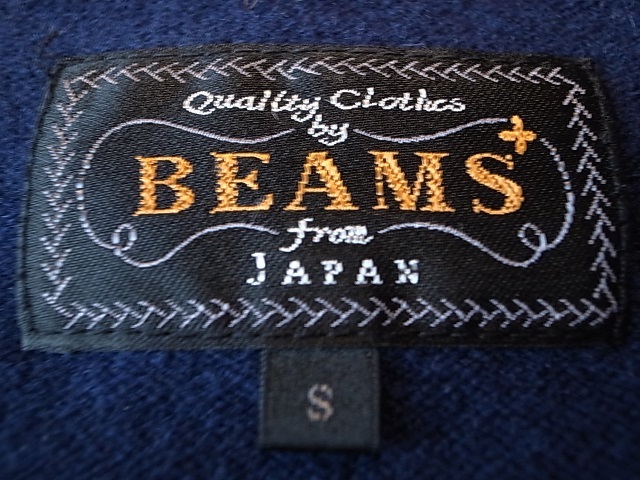 Quality Clothes
by
BEAMS+
from
JAPAN
S